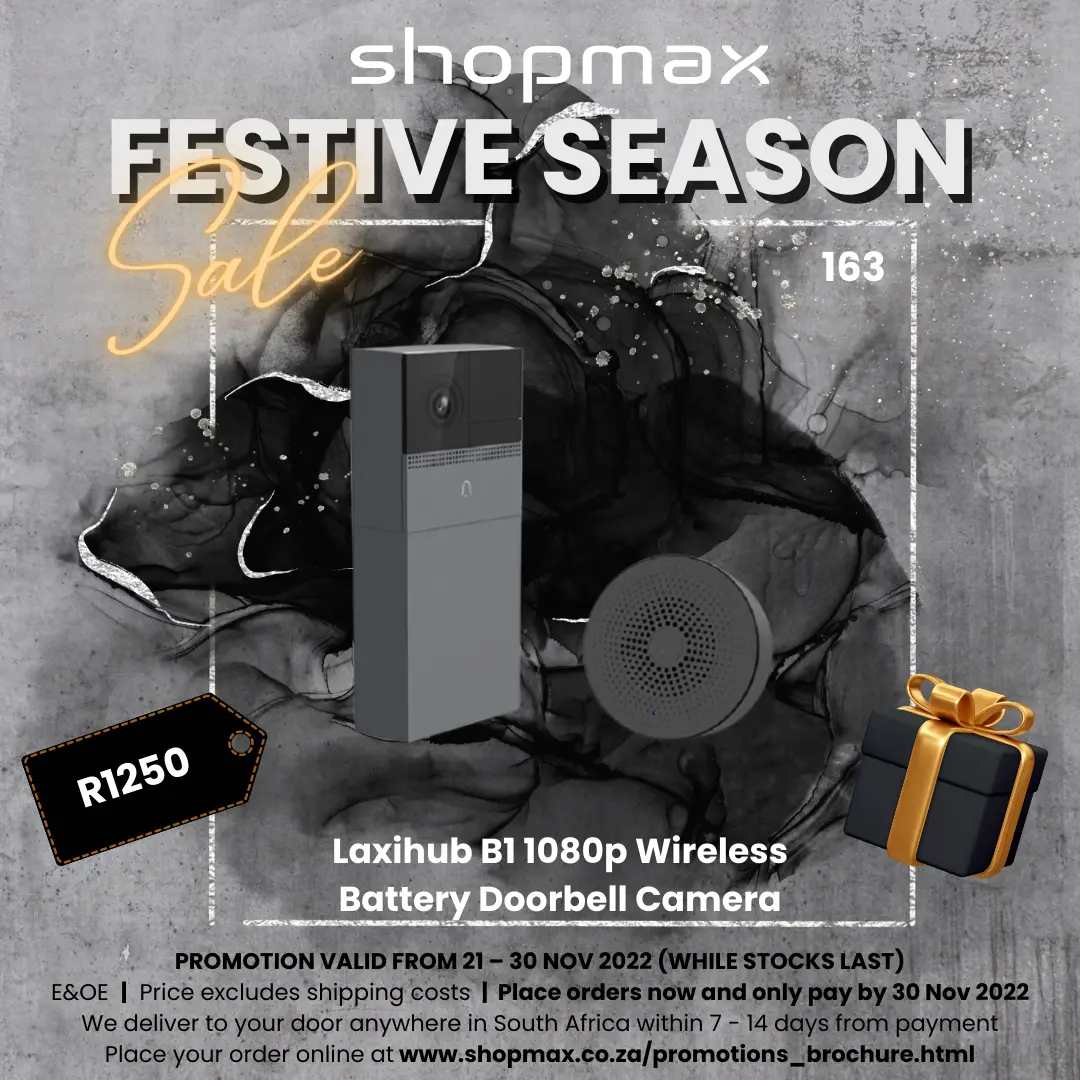 shopmax
FESTIVE SEASON
Sale
163
R1250
Laxihub B1 1080p Wireless
Battery Doorbell Camera
PROMOTION VALID FROM 21 – 30 NOV 2022 (WHILE STOCKS LAST)
E&OE | Price excludes shipping costs | Place orders now and only pay by 30 Nov 2022
We deliver to your door anywhere in South Africa within 7 - 14 days from payment
Place your order online at www.shopmax.co.za/promotions_brochure.html